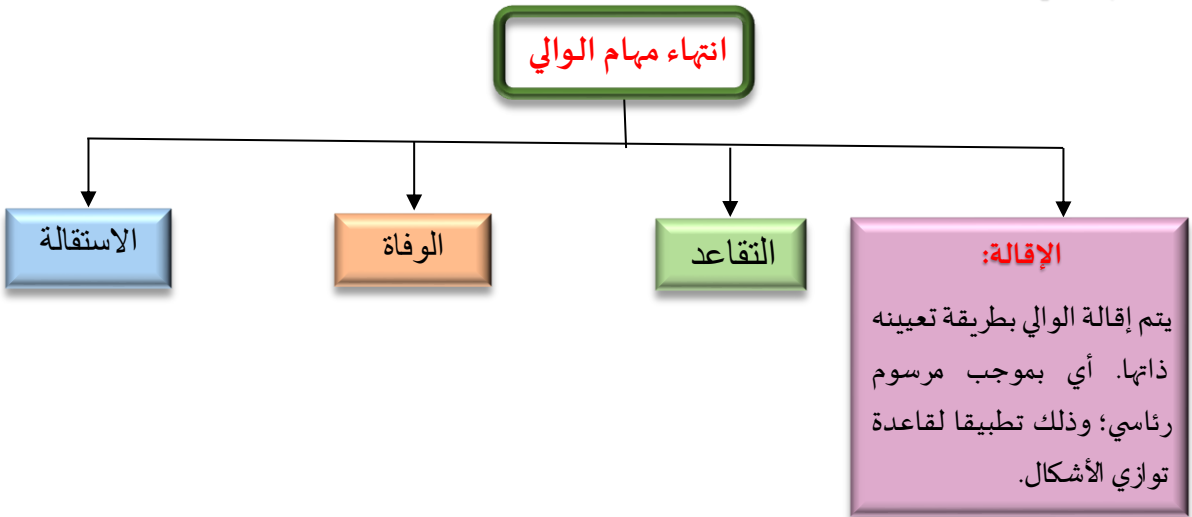 انتهاء مهام الوالي
الإقالة:
يتم إقالة الوالي بطريقة تعيينه
ذاتها. أي بموجب مرسوم
رئاسي؛ وذلك تطبيقا لقاعدة
توازي الأشكال.
التقاعد
الوفاة
الاستقالة